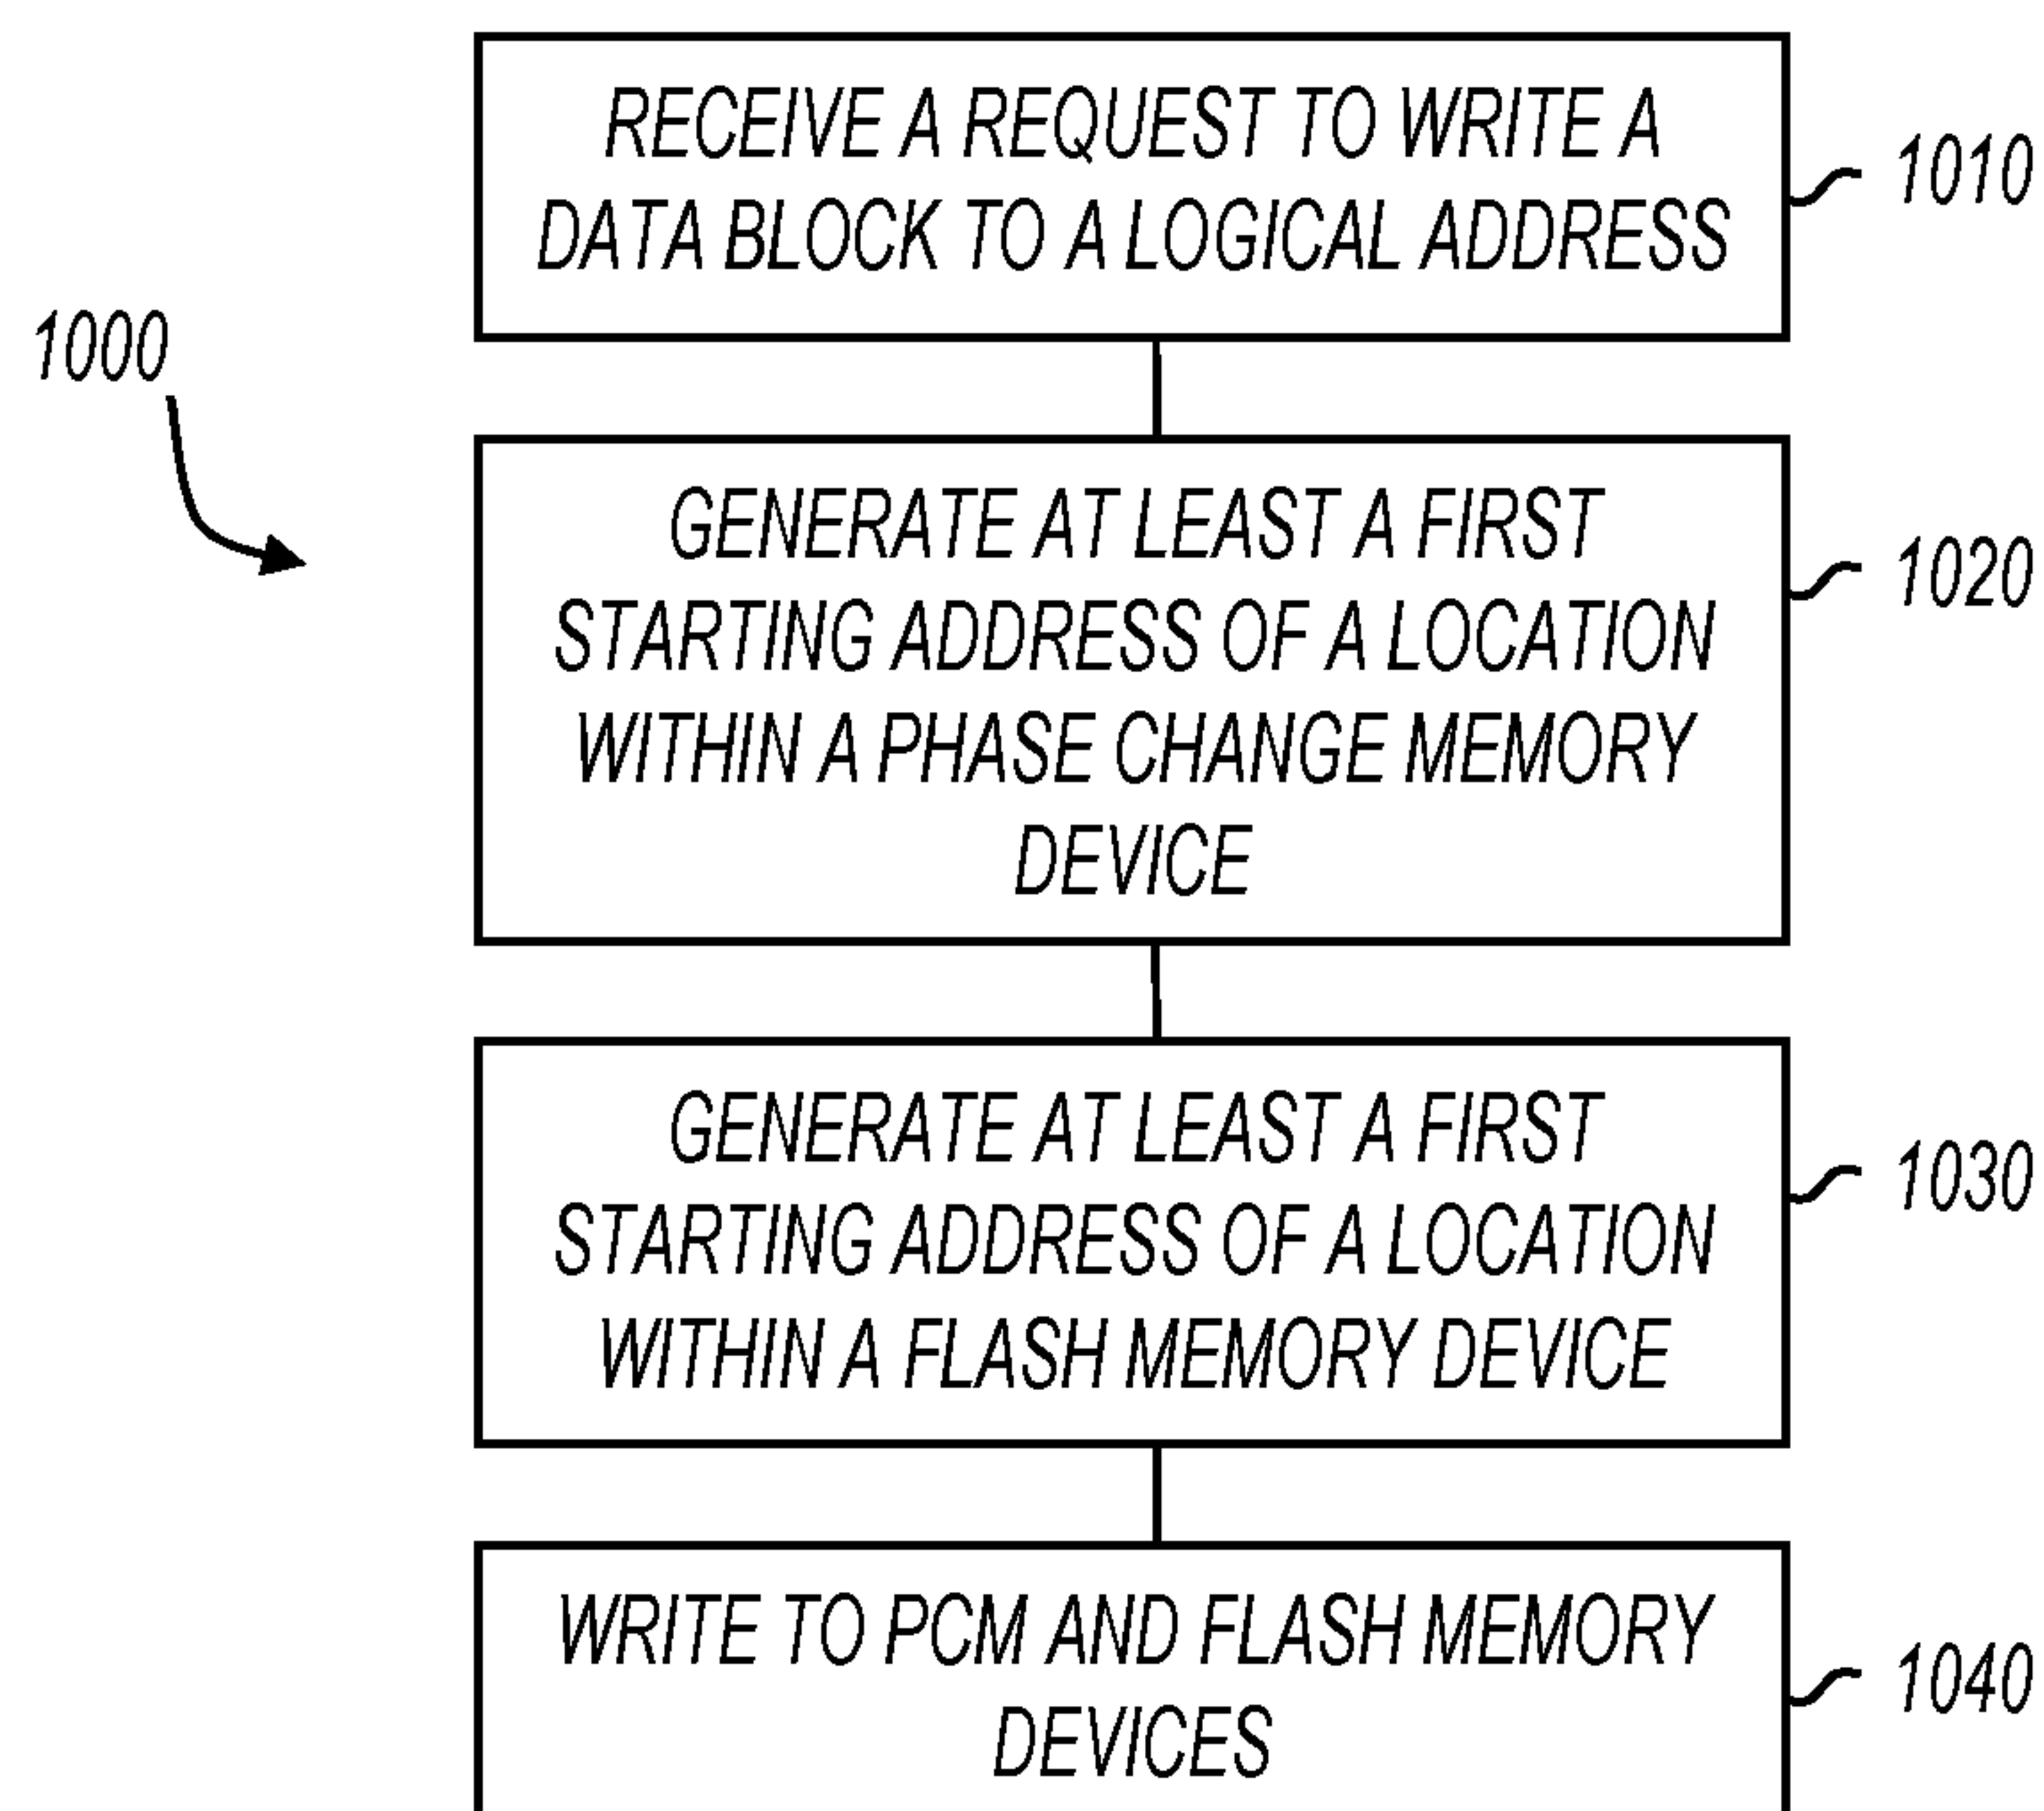 RECEIVE A REQUEST TO WRITE A
DATA BLOCK TO A LOGICAL ADDRESS
1010
1000
GENERATE AT LEAST A FIRST
STARTING ADDRESS OF A LOCATION
WITHIN A PHASE CHANGE MEMORY
DEVICE
1020
GENERATE AT LEAST A FIRST
STARTING ADDRESS OF A LOCATION
WITHIN A FLASH MEMORY DEVICE
1030
WRITE TO PCM AND FLASH MEMORY
DEVICES
1040